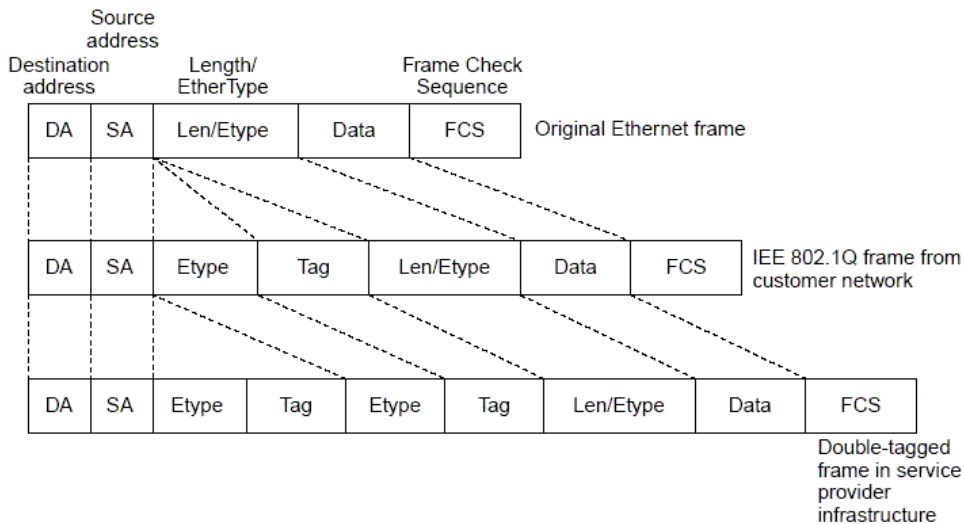 Source
address
Destination
address
Length/
EtherType
Frame Check
Sequence
DA SA Len/Etype Data FCS Original Ethernet frame
DA SA Etype Tag Len/Etype Data FCS
IEE 802.1Q frame from
customer network
DA SA Etype Tag Etype Tag Len/Etype Data FCS
Double-tagged
frame in service
provider
infrastructure